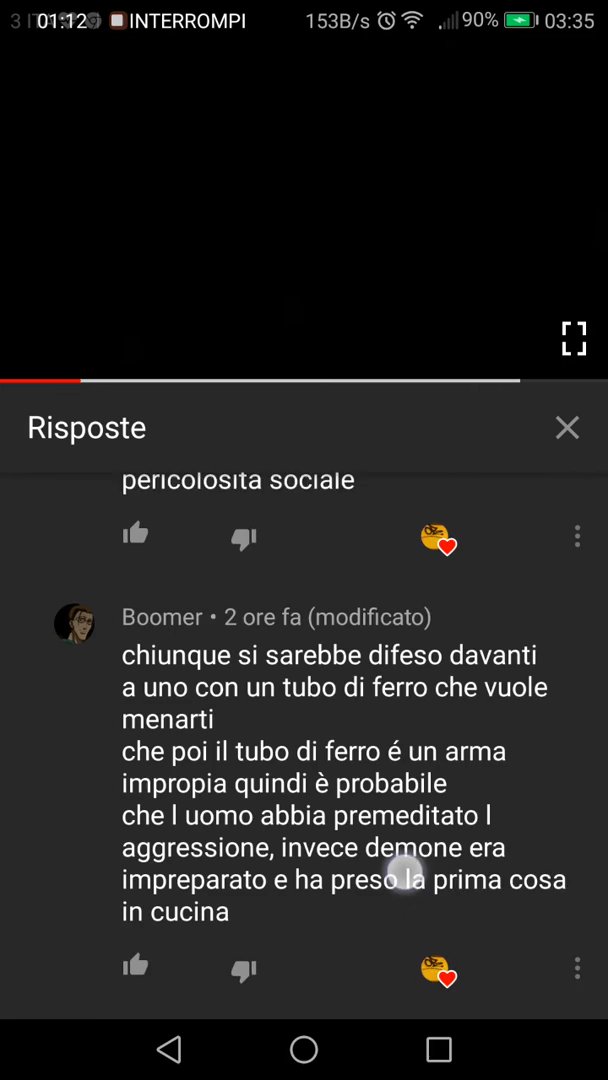 01:12 INTERROMPI 153B/s 90% 03:35
Risposte
pericolosità sociale
Boomer • 2 ore fa (modificato)
chiunque si sarebbe difeso davanti
a uno con un tubo di ferro che vuole
menarti
che poi il tubo di ferro é un arma
impropia quindi è probabile
che l uomo abbia premeditato l
aggressione, invece demone era
impreparato e ha preso la prima cosa
in cucina